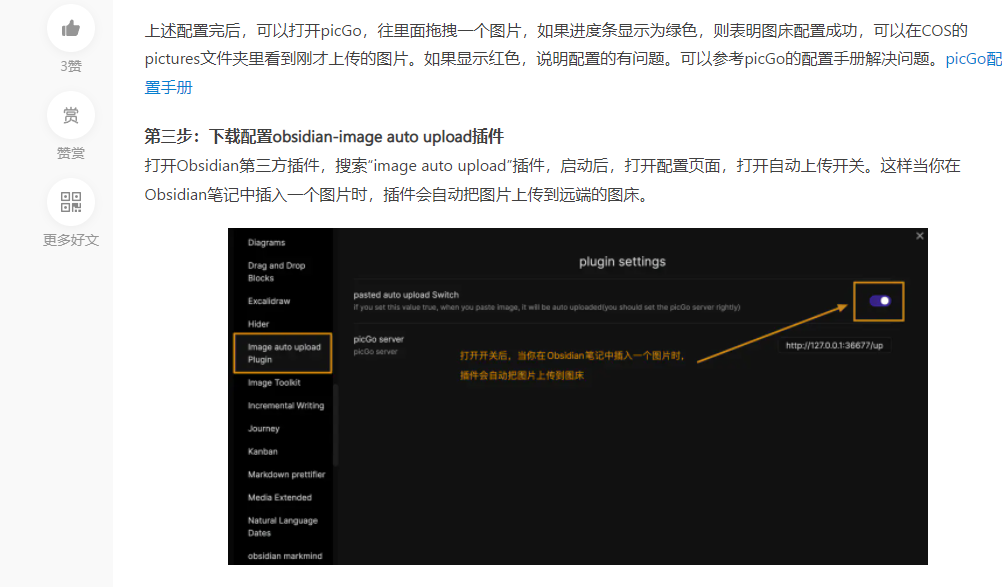 上述配置完后，可以打开picGo，往里面拖拽一个图片，如果进度条显示为绿色，则表明图床配置成功，可以在COS的
pictures文件夹里看到刚才上传的图片。如果显示红色，说明配置的有问题。可以参考picGo的配置手册解决问题。picGo配
置手册
3赞
赏
赞赏
更多好文
第三步：下载配置obsidian-image auto upload插件
打开Obsidian第三方插件，搜索“image auto upload”插件，启动后，打开配置页面，打开自动上传开关。这样当你在
Obsidian笔记中插入一个图片时，插件会自动把图片上传到远端的图床。
Diagrams
Drag and Drop
Blocks
Excalidraw
Hider
Image auto upload
Plugin
Image Toolkit
Incremental Writing
Journey
Kanban
Markdown prettifier
Media Extended
Natural Language
Dates
obsidian markmind
plugin settings
pasted auto upload Switch
If you set this value true, when you paste image, it will be auto uploaded(you should set the picGo server rightly)
picGo server
picGo server
http://127.0.0.1:36677/up
打开开关后，当你在Obsidian笔记中插入一个图片时，
插件会自动把图片上传到图床